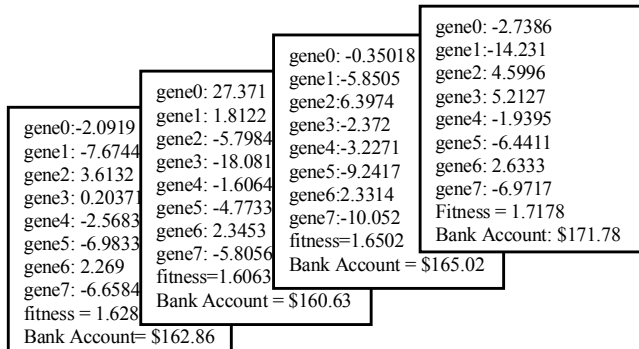 gene0:-2.0919
gene1: -7.6744
gene2: 3.6132
gene3: 0.20371
gene4: -2.5683
gene5: -6.9833
gene6: 2.269
gene7: -6.6584
fitness = 1.628
Bank Account= $162.86
gene0: 27.371
gene1: 1.8122
gene2: -5.7984
gene3: -18.081
gene4: -1.6064
gene5: -4.7733
gene6: 2.3453
gene7: -5.8056
fitness=1.6063
Bank Account = $160.63
gene0: -0.35018
gene1:-5.8505
gene2:6.3974
gene3:-2.372
gene4:-3.2271
gene5:-9.2417
gene6:2.3314
gene7:-10.052
fitness=1.6502
Bank Account = $165.02
gene0: -2.7386
gene1:-14.231
gene2: 4.5996
gene3: 5.2127
gene4: -1.9395
gene5: -6.4411
gene6: 2.6333
gene7: -6.9717
Fitness = 1.7178
Bank Account: $171.78